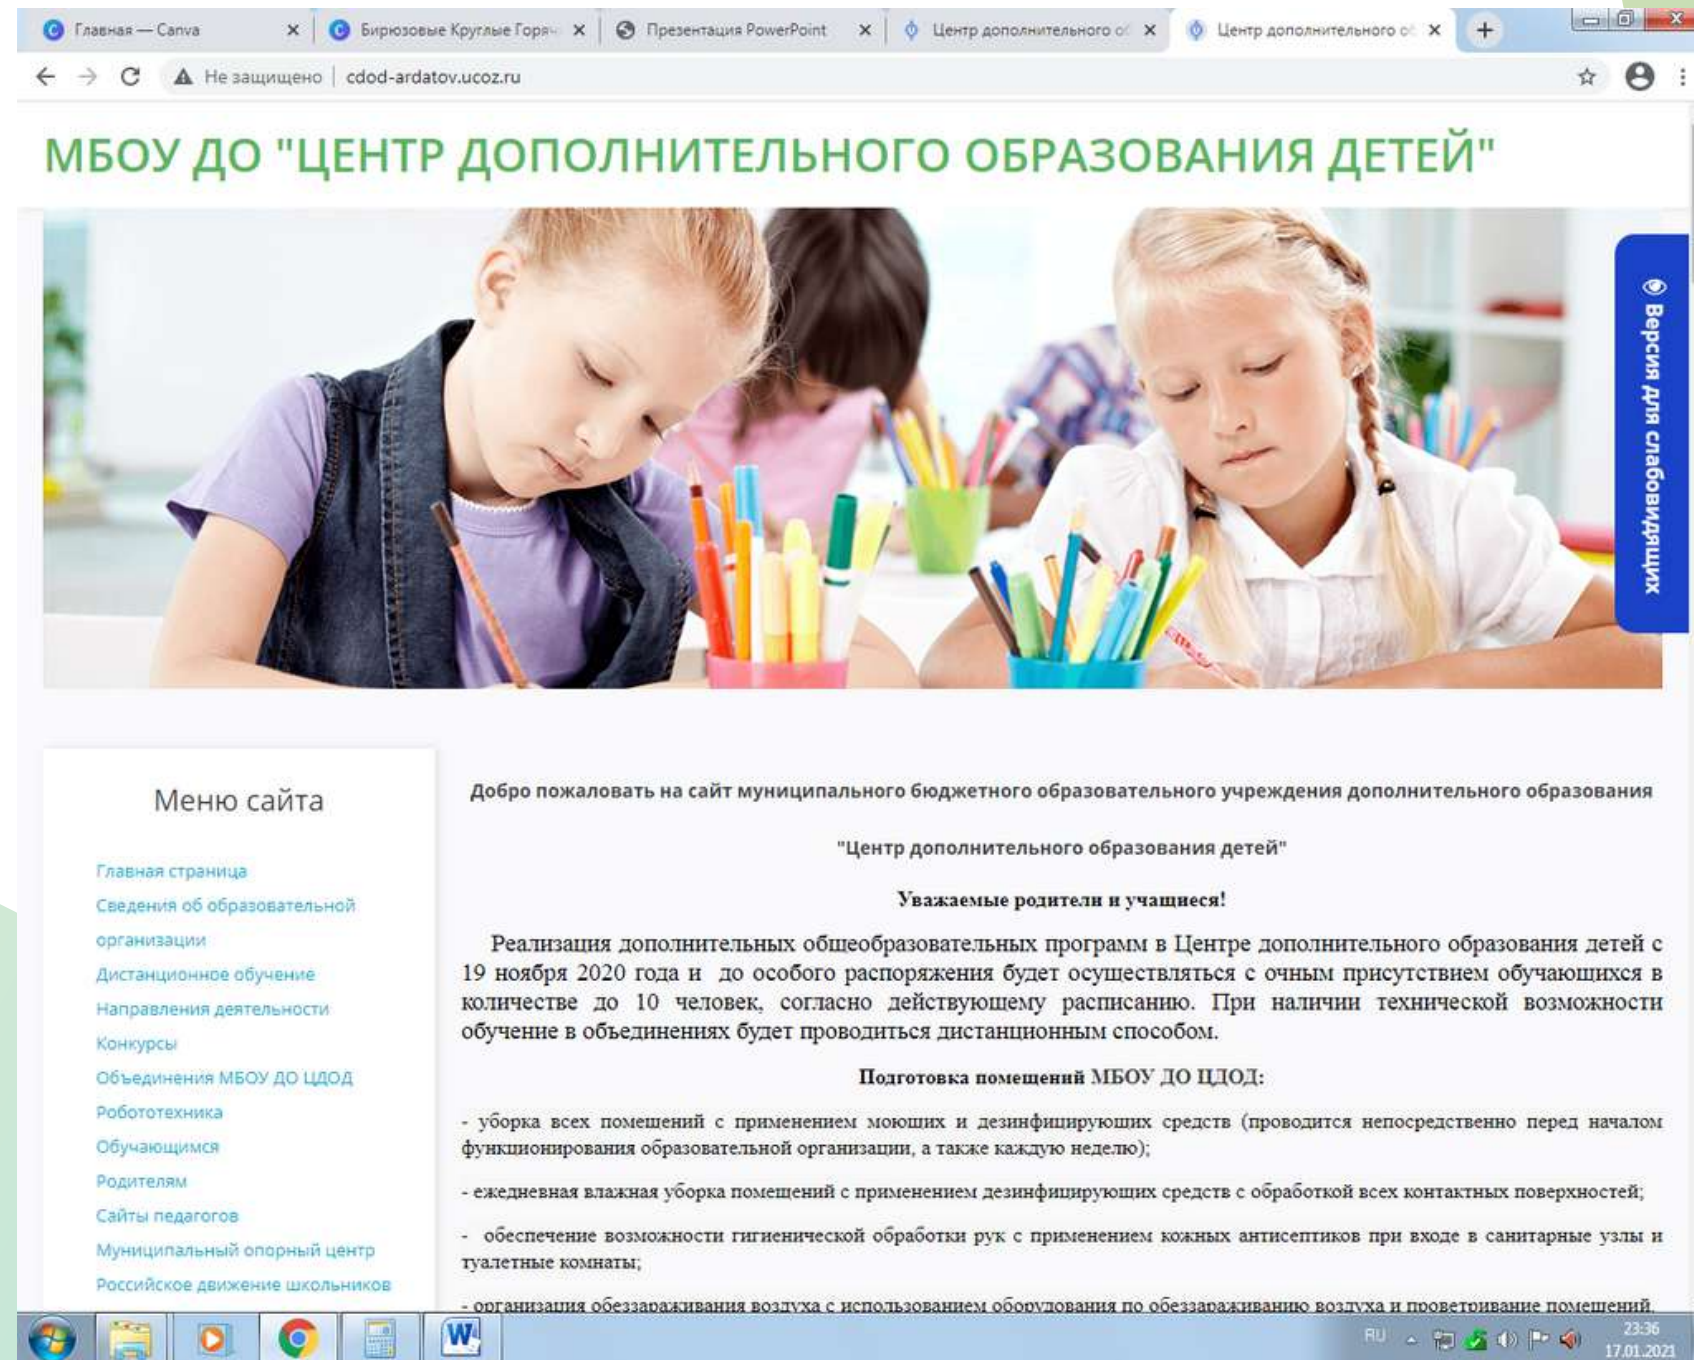 Главная — Canva
Бирюзовые Круглые Горяч
Презентация PowerPoint
Центр дополнительного об
Центр дополнительного об
Не защищено | cdod-ardatov.ucoz.ru
МБОУ ДО "ЦЕНТР ДОПОЛНИТЕЛЬНОГО ОБРАЗОВАНИЯ ДЕТЕЙ"
Версия для слабовидящих
Меню сайта
Главная страница
Сведения об образовательной
организации
Дистанционное обучение
Направления деятельности
Конкурсы
Объединения МБОУ ДО ЦДОД
Робототехника
Обучающимся
Родителям
Сайты педагогов
Муниципальный опорный центр
Российское движение школьников
Добро пожаловать на сайт муниципального бюджетного образовательного учреждения дополнительного образования
"Центр дополнительного образования детей"
Уважаемые родители и учащиеся!
Реализация дополнительных общеобразовательных программ в Центре дополнительного образования детей с
19 ноября 2020 года и до особого распоряжения будет осуществляться с очным присутствием обучающихся в
количестве до 10 человек, согласно действующему расписанию. При наличии технической возможности
обучение в объединениях будет проводиться дистанционным способом.
Подготовка помещений МБОУ ДО ЦДОД:
- уборка всех помещений с применением моющих и дезинфицирующих средств (проводится непосредственно перед началом
функционирования образовательной организации, а также каждую неделю);
- ежедневная влажная уборка помещений с применением дезинфицирующих средств с обработкой всех контактных поверхностей;
- обеспечение возможности гигиенической обработки рук с применением кожных антисептиков при входе в санитарные узлы и
туалетные комнаты;
- организация обеззараживания воздуха с использованием оборудования по обеззараживанию воздуха и проветривание помещений.
RU
23:36
17.01.2021